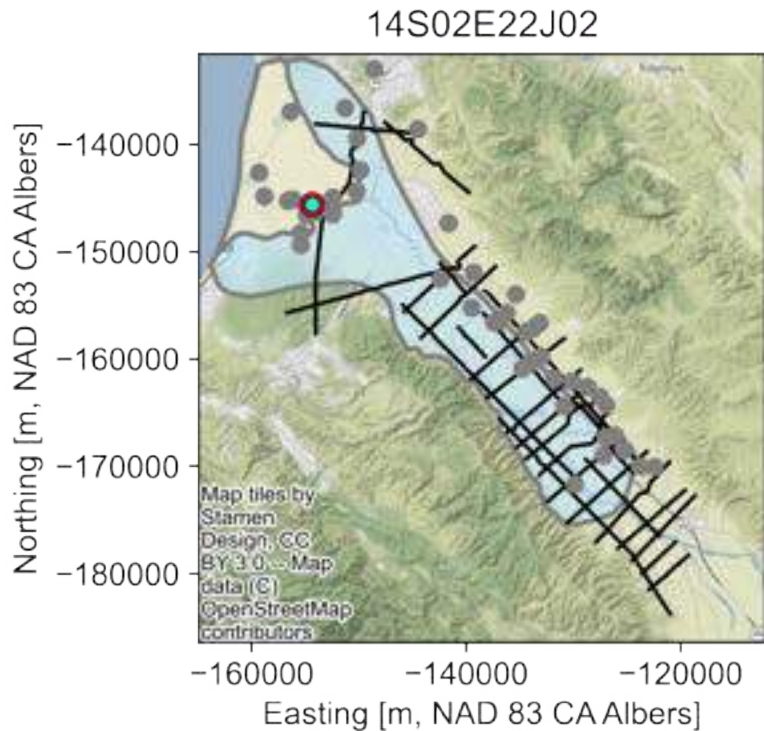 14S02E22J02
Northing [m, NAD 83 CA Albers]
−140000
−150000
−160000
−170000
−180000
Map tiles by
Stamen
Design, CC
BY 3.0 -- Map
data (C)
OpenStreetMap
contributors
−160000
−140000
−120000
Easting [m, NAD 83 CA Albers]